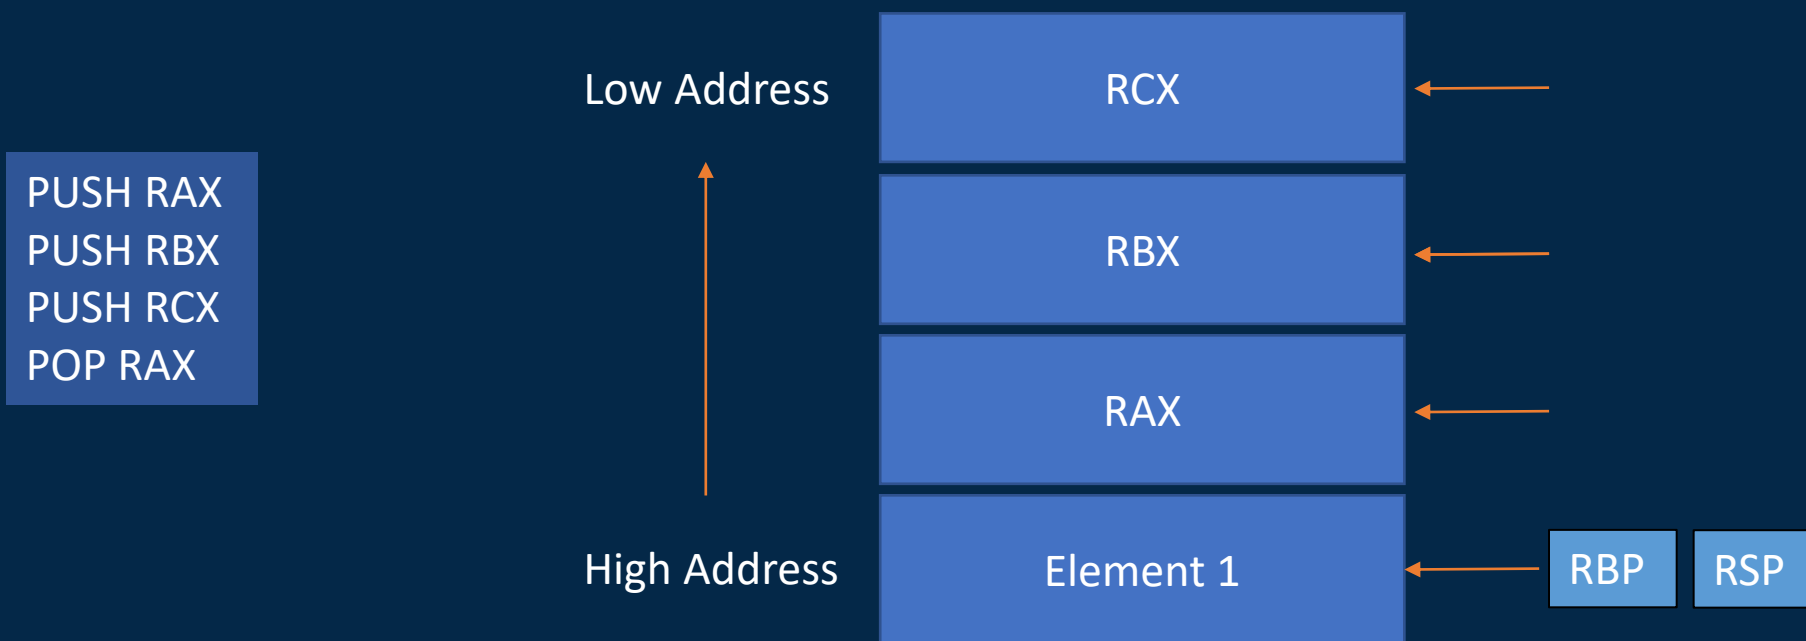 PUSH RAX
PUSH RBX
PUSH RCX
POP RAX
Low Address
High Address
RCX
RBX
RAX
Element 1
RBP
RSP